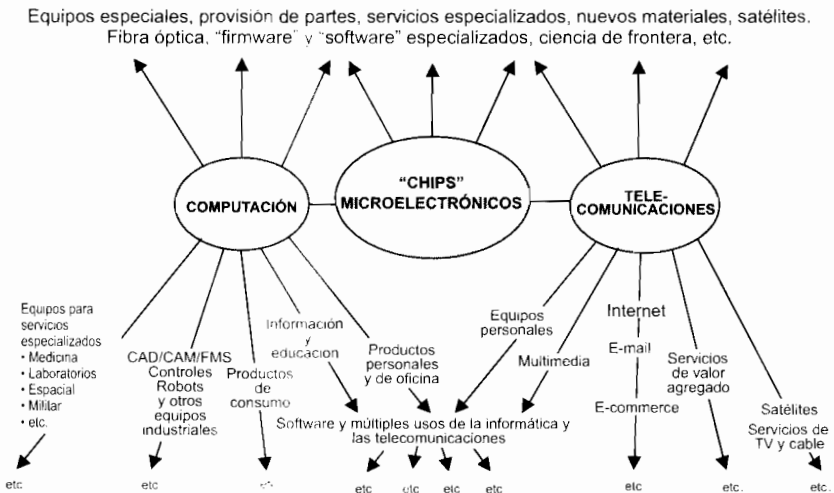 Equipos especiales, provisión de partes, servicios especializados, nuevos materiales, satélites.
Fibra óptica, "firmware" y "software" especializados, ciencia de frontera, etc.
COMPUTACIÓN
"CHIPS"
MICROELECTRÓNICOS
TELE-
COMUNICACIONES
Equipos para
servicios
especializados
• Medicina
• Laboratorios
• Espacial
• Militar
• etc.
CAD/CAM/FMS
Controles
Robots
y otros
equipos
industriales
Productos
de
consumo
Información
y
educación
Productos
personales
y de oficina
Equipos
personales
Multimedia
Internet
E-mail
E-commerce
Servicios
de valor
agregado
Satélites
Servicios de
TV y cable
Software y múltiples usos de la informática y
las telecomunicaciones
etc
etc
etc
etc
etc
etc
etc
etc.
etc.